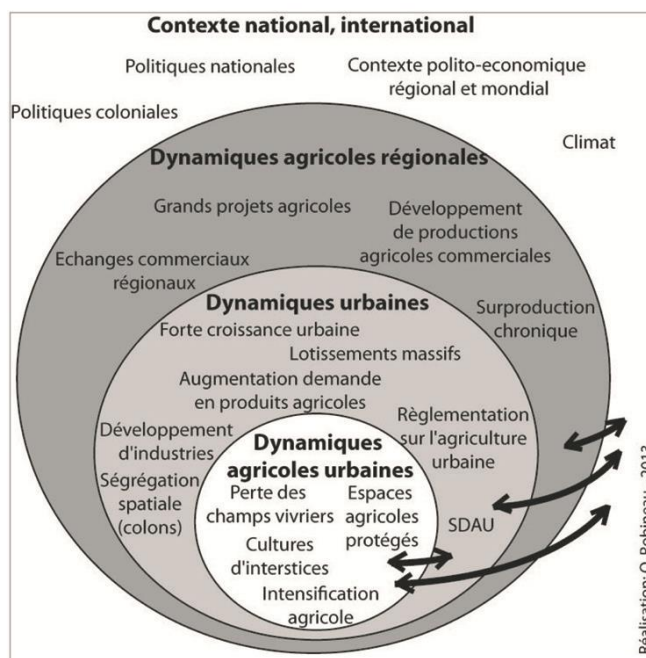 Contexte national, international
Politiques nationales
Contexte polito-economique
régional et mondial
Politiques coloniales
Climat
Dynamiques agricoles régionales
Grands projets agricoles
Développement
de productions
agricoles commerciales
Echanges commerciaux
régionaux
Surproduction
chronique
Dynamiques urbaines
Forte croissance urbaine
Lotissements massifs
Augmentation demande
en produits agricoles
Développement
d'industries
Règlementation
sur l'agriculture
urbaine
Ségrégation
spatiale
(colons)
SDAU
Dynamiques
agricoles urbaines
Perte des
champs vivriers
Espaces
agricoles
protégés
Cultures
d'interstices
Intensification
agricole
Réalisation: O. Robineau, 2013